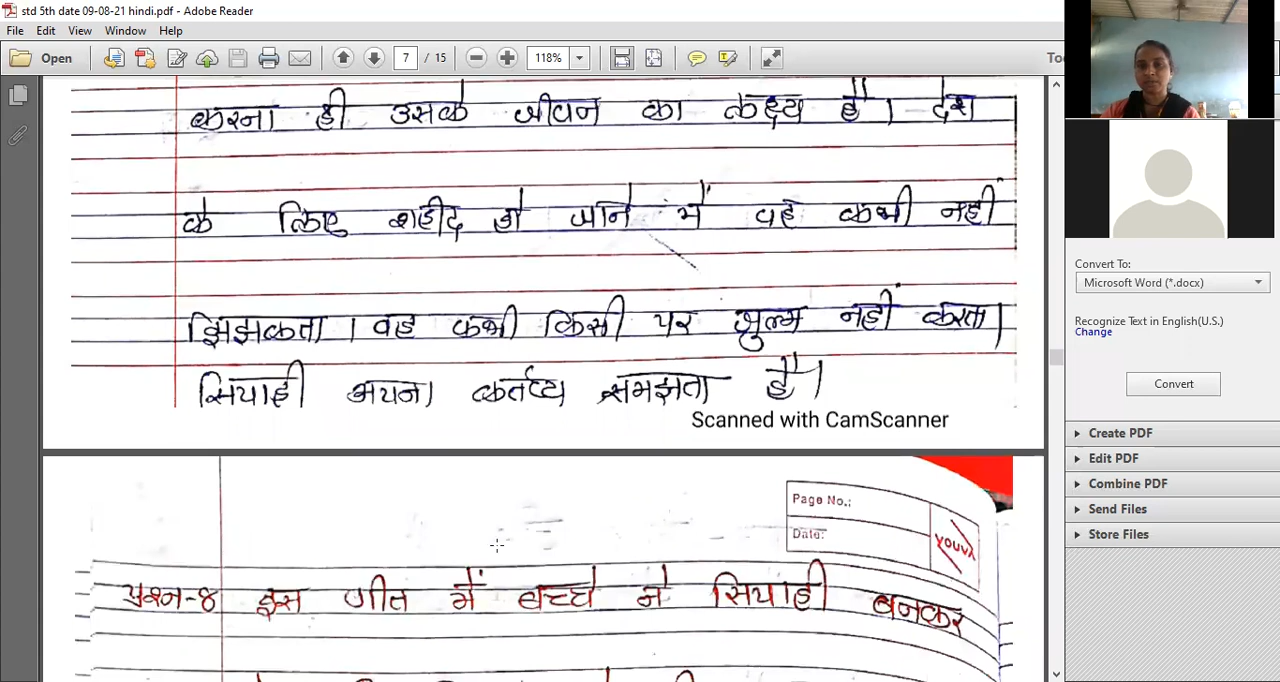 std 5th date 09-08-21 hindi.pdf - Adobe Reader
File Edit View Window Help
Open 7 / 15 118%
करना ही उसके जीवन का लक्ष्य है। देश
के लिए शहीद हो जाने में वह कभी नहीं
झिझकता। वह कभी किसी पर जुल्म नहीं करता।
सिपाही अपना कर्तव्य समझता है।
Scanned with CamScanner
Page No.:
Date:
YOUVA
प्रश्न-४ इस गीत में बच्चे ने सिपाही बनकर
Convert To:
Microsoft Word (*.docx)
Recognize Text in English(U.S.)
Change
Convert
Create PDF
Edit PDF
Combine PDF
Send Files
Store Files